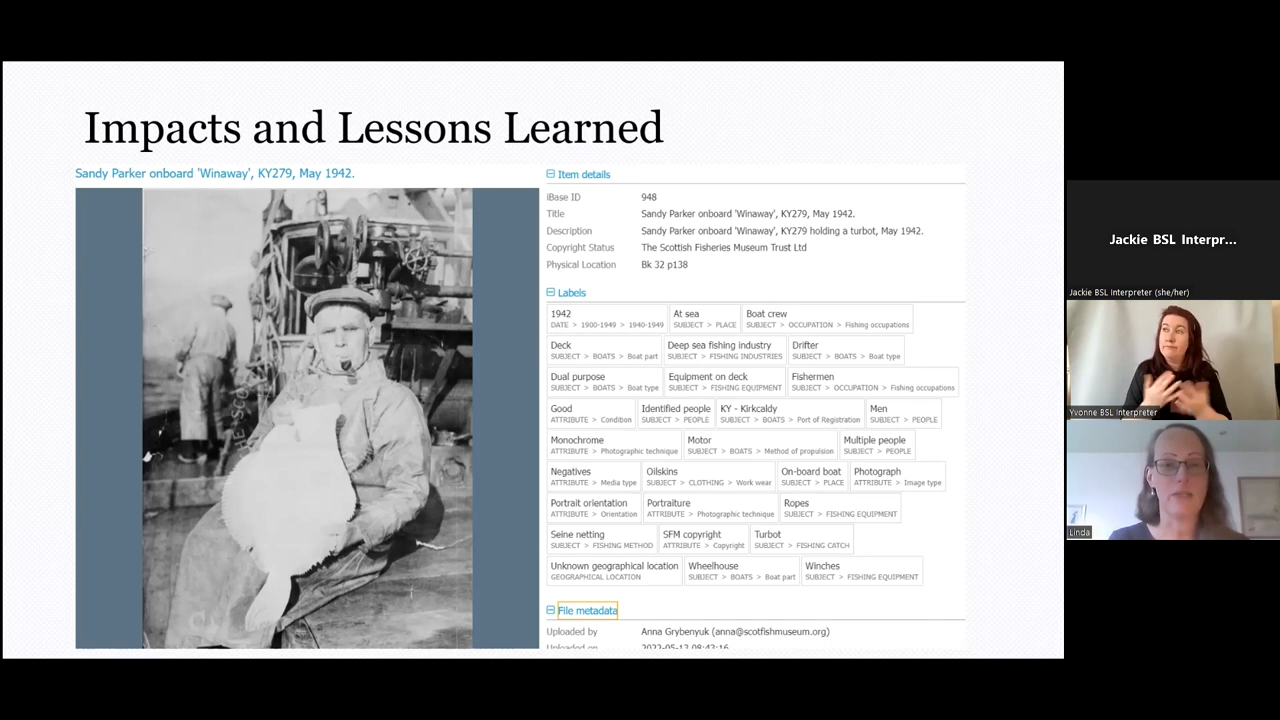 Impacts and Lessons Learned
Sandy Parker onboard 'Winaway', KY279, May 1942.
Item details
iBase ID 948
Title Sandy Parker onboard 'Winaway', KY279, May 1942.
Description Sandy Parker onboard 'Winaway', KY279 holding a turbot, May 1942.
Copyright Status The Scottish Fisheries Museum Trust Ltd
Physical Location Bk 32 p138
Labels
1942 At sea Boat crew
DATE > 1900-1949 > 1940-1949 SUBJECT > PLACE SUBJECT > OCCUPATION > Fishing occupations
Deck Deep sea fishing industry Drifter
SUBJECT > BOATS > Boat part SUBJECT > FISHING INDUSTRIES SUBJECT > BOATS > Boat type
Dual purpose Equipment on deck Fishermen
SUBJECT > BOATS > Boat type SUBJECT > FISHING EQUIPMENT SUBJECT > OCCUPATION > Fishing occupations
Good Identified people KY - Kirkcaldy Men
ATTRIBUTE > Condition SUBJECT > PEOPLE SUBJECT > BOATS > Port of Registration SUBJECT > PEOPLE
Monochrome Motor Multiple people
ATTRIBUTE > Photographic technique SUBJECT > BOATS > Method of propulsion SUBJECT > PEOPLE
Negatives Oilskins On-board boat Photograph
ATTRIBUTE > Media type SUBJECT > CLOTHING > Work wear SUBJECT > PLACE ATTRIBUTE > Image type
Portrait orientation Portraiture Ropes
ATTRIBUTE > Orientation ATTRIBUTE > Photographic technique SUBJECT > FISHING EQUIPMENT
Seine netting SFM copyright Turbot
SUBJECT > FISHING METHOD ATTRIBUTE > Copyright SUBJECT > FISHING CATCH
Unknown geographical location Wheelhouse Winches
GEOGRAPHICAL LOCATION SUBJECT > BOATS > Boat part SUBJECT > FISHING EQUIPMENT
File metadata
Uploaded by Anna Grybenyuk (anna@scotfishmuseum.org)
Uploaded on 2022-05-12 08:43:16
Jackie BSL Interpr...
Jackie BSL Interpreter (she/her)
Yvonne BSL Interpreter
Linda